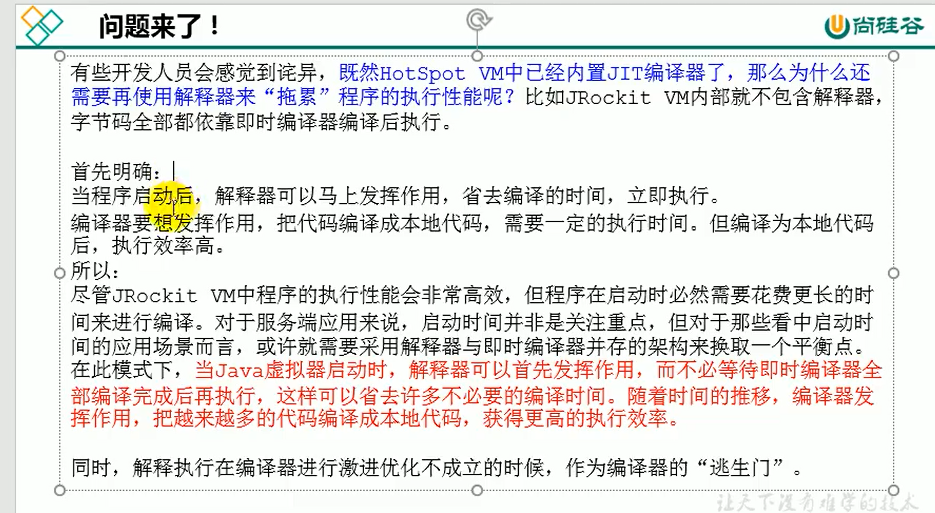 问题来了！
尚硅谷
有些开发人员会感觉到诧异，既然HotSpot VM中已经内置JIT编译器了，那么为什么还
需要再使用解释器来“拖累”程序的执行性能呢？比如JRockit VM内部就不包含解释器，
字节码全部都依靠即时编译器编译后执行。
首先明确：
当程序启动后，解释器可以马上发挥作用，省去编译的时间，立即执行。
编译器要想发挥作用，把代码编译成本地代码，需要一定的执行时间。但编译为本地代码
后，执行效率高。
所以：
尽管JRockit VM中程序的执行性能会非常高效，但程序在启动时必然需要花费更长的时
间来进行编译。对于服务端应用来说，启动时间并非是关注重点，但对于那些看中启动时
间的应用场景而言，或许就需要采用解释器与即时编译器并存的架构来换取一个平衡点。
在此模式下，当Java虚拟器启动时，解释器可以首先发挥作用，而不必等待即时编译器全
部编译完成后再执行，这样可以省去许多不必要的编译时间。随着时间的推移，编译器发
挥作用，把越来越多的代码编译成本地代码，获得更高的执行效率。
同时，解释执行在编译器进行激进优化不成立的时候，作为编译器的“逃生门”。
让天下没有难学的技术